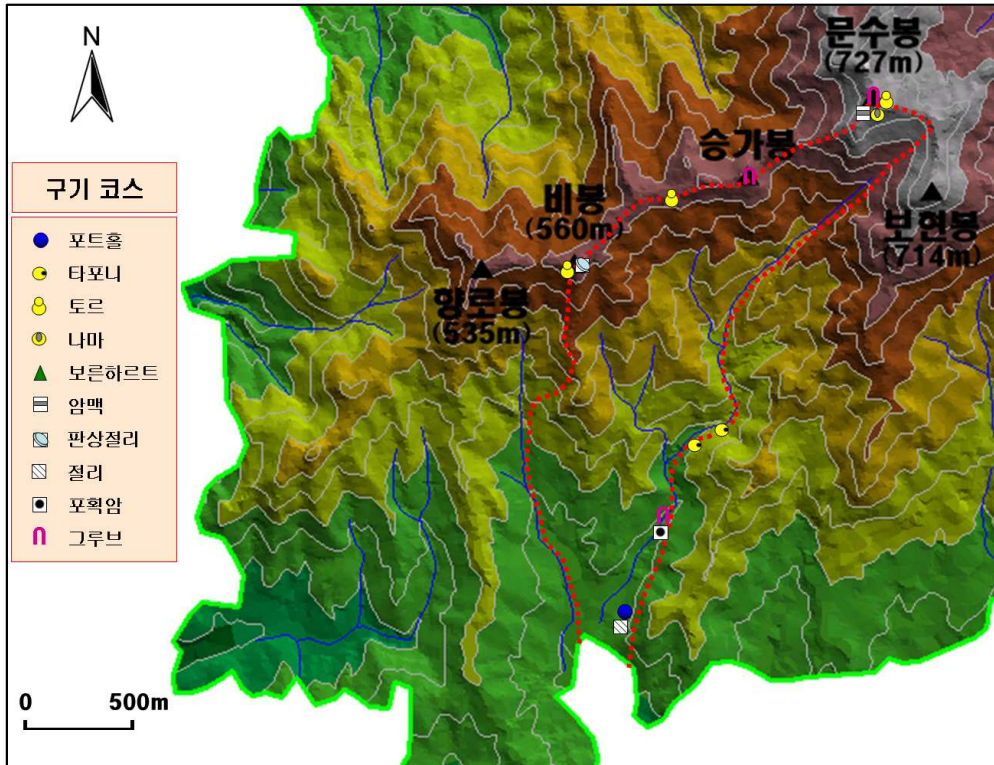 N
문수봉
(727m)
승가봉
비봉
(560m)
보현봉
(714m)
향로봉
(535m)
구기 코스
포트홀
타포니
토르
나마
보른하르트
암맥
판상절리
절리
포획암
그루브
0 500m